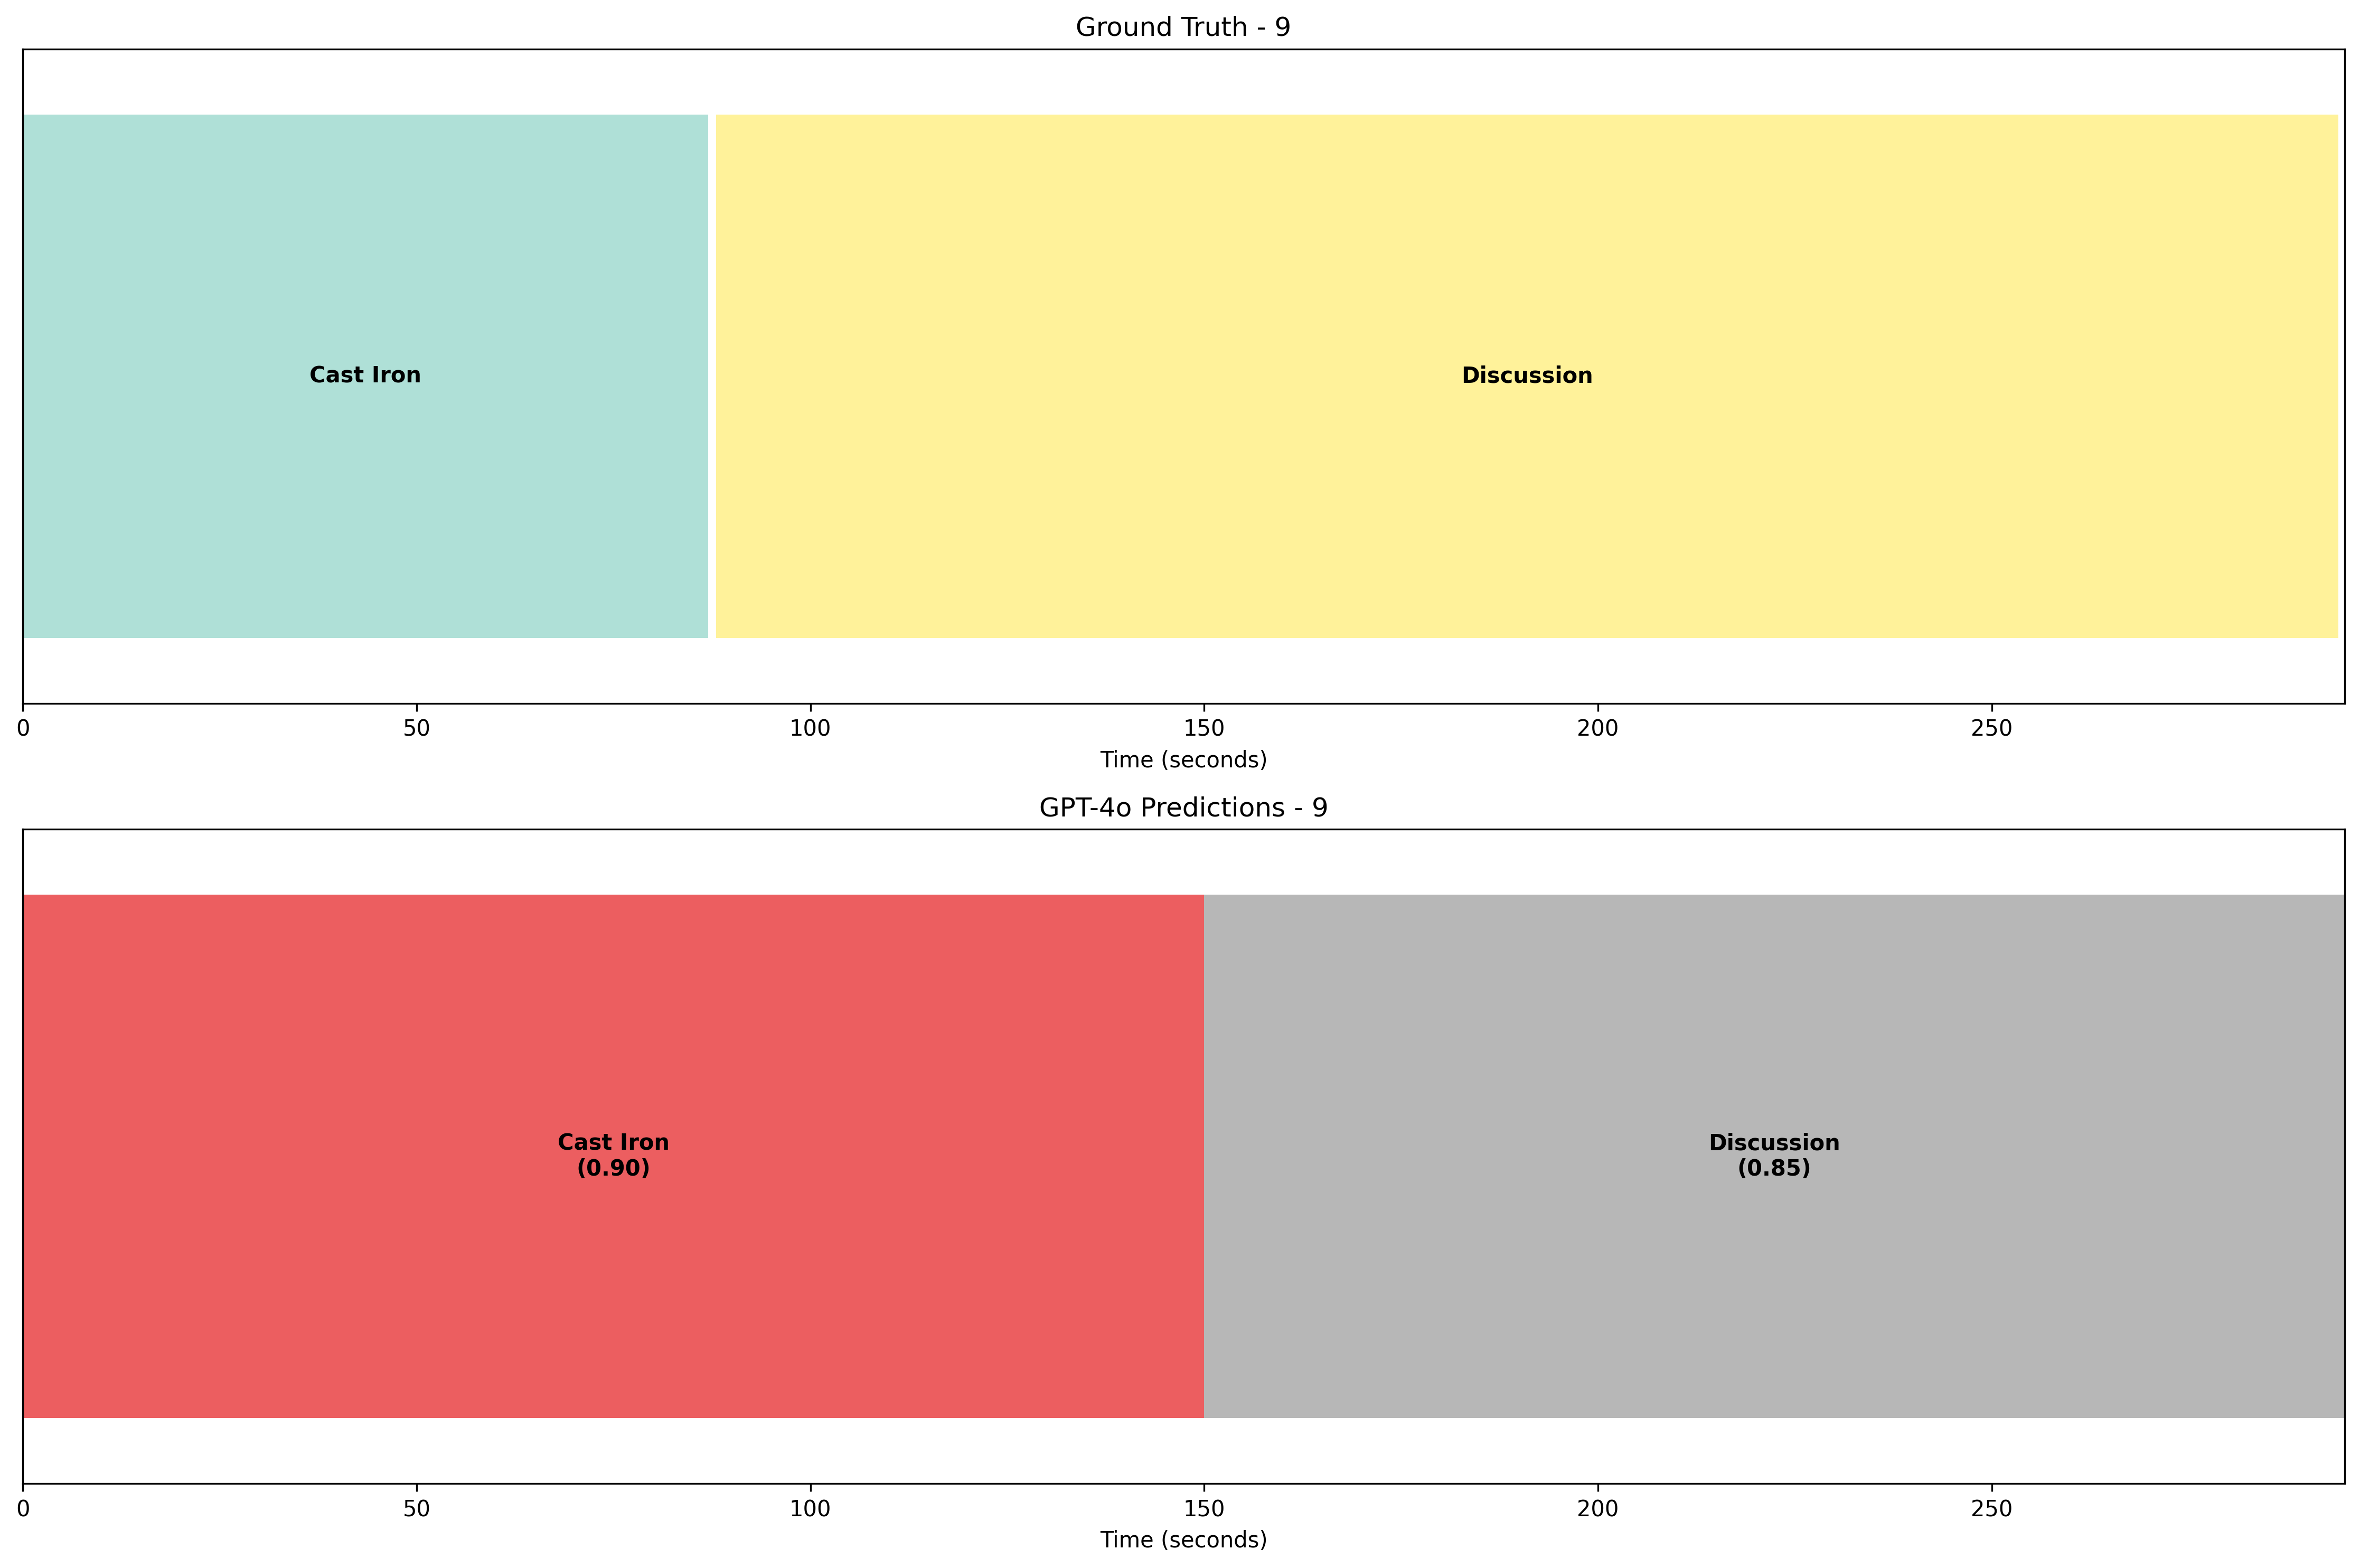 Ground Truth - 9
Cast Iron
Discussion
0
50
100
150
200
250
Time (seconds)
GPT-4o Predictions - 9
Cast Iron
(0.90)
Discussion
(0.85)
0
50
100
150
200
250
Time (seconds)